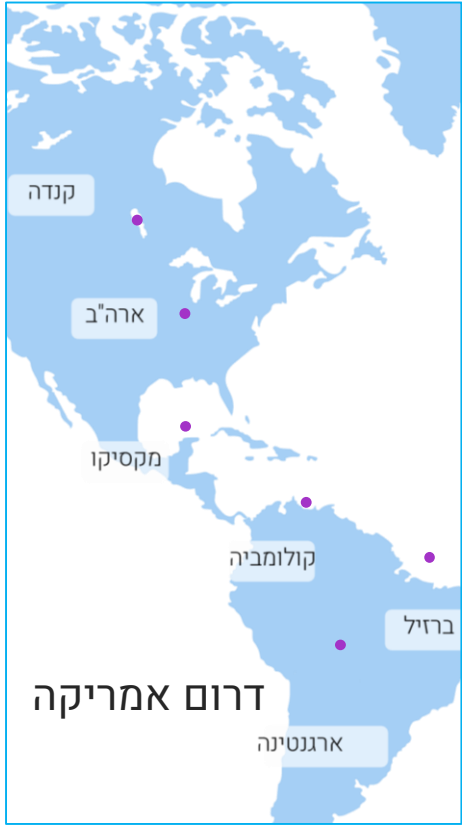 קנדה
ארה"ב
מקסיקו
קולומביה
ברזיל
דרום אמריקה
ארגנטינה